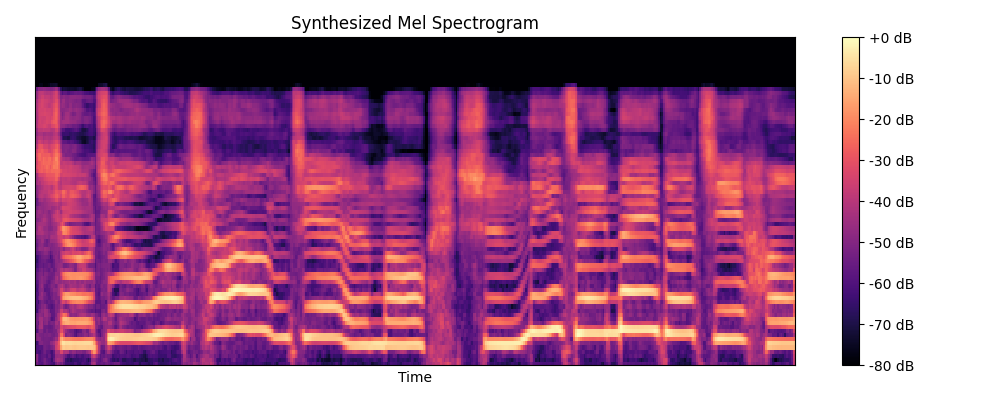 Synthesized Mel Spectrogram
Frequency
Time
+0 dB
-10 dB
-20 dB
-30 dB
-40 dB
-50 dB
-60 dB
-70 dB
-80 dB